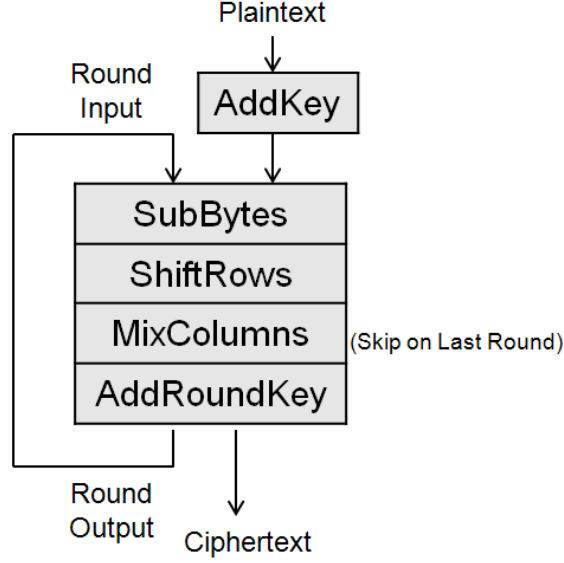 Plaintext
Round
Input
AddKey
SubBytes
ShiftRows
MixColumns
(Skip on Last Round)
AddRoundKey
Round
Output
Ciphertext